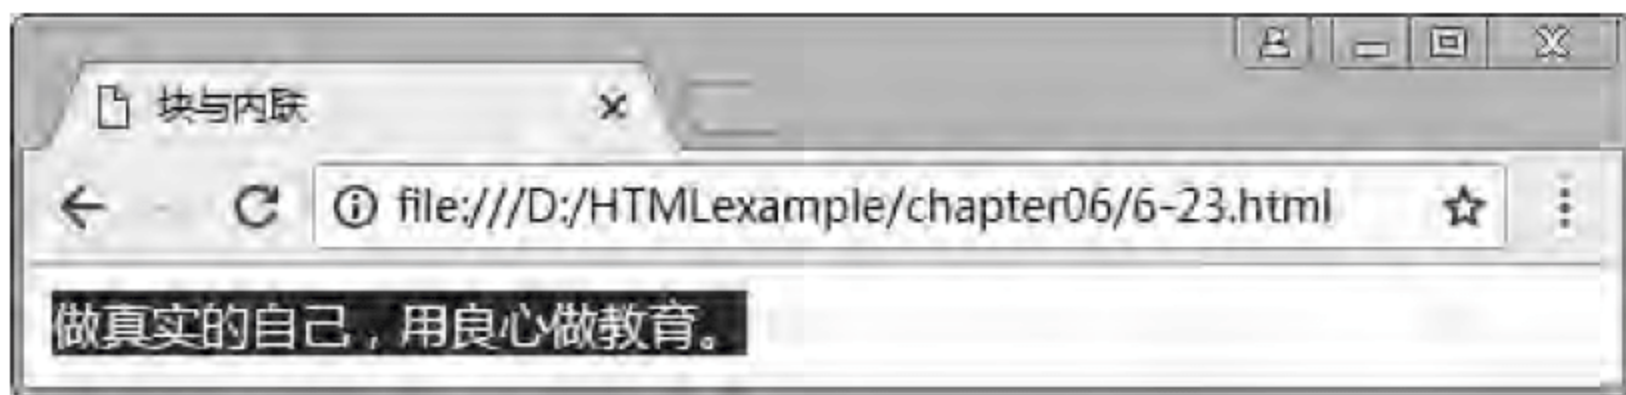 块与内联
file:///D:/HTMLexample/chapter06/6-23.html
做真实的自己，用良心做教育。